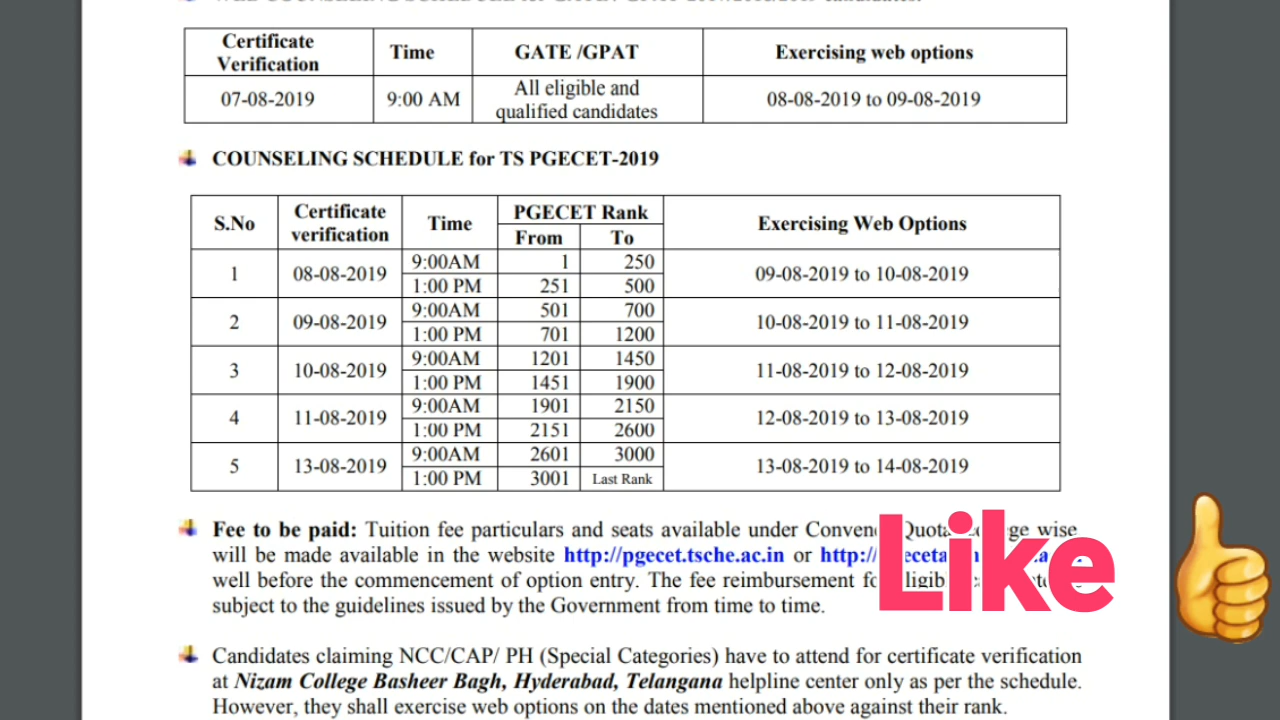 Certificate Verification | Time | GATE /GPAT | Exercising web options
07-08-2019 | 9:00 AM | All eligible and qualified candidates | 08-08-2019 to 09-08-2019
COUNSELING SCHEDULE for TS PGECET-2019
S.No | Certificate verification | Time | PGECET Rank | Exercising Web Options
From | To
1 | 08-08-2019 | 9:00AM | 1 | 250 | 09-08-2019 to 10-08-2019
1:00 PM | 251 | 500
2 | 09-08-2019 | 9:00AM | 501 | 700 | 10-08-2019 to 11-08-2019
1:00 PM | 701 | 1200
3 | 10-08-2019 | 9:00AM | 1201 | 1450 | 11-08-2019 to 12-08-2019
1:00 PM | 1451 | 1900
4 | 11-08-2019 | 9:00AM | 1901 | 2150 | 12-08-2019 to 13-08-2019
1:00 PM | 2151 | 2600
5 | 13-08-2019 | 9:00AM | 2601 | 3000 | 13-08-2019 to 14-08-2019
1:00 PM | 3001 | Last Rank
Fee to be paid: Tuition fee particulars and seats available under wise
will be made available in the website http://pgecet.tsche.ac.in or
well before the commencement of option entry. The fee reimbursement
subject to the guidelines issued by the Government from time to time.
Like
Candidates claiming NCC/CAP/ PH (Special Categories) have to attend for certificate verification
at Nizam College Basheer Bagh, Hyderabad, Telangana helpline center only as per the schedule.
However, they shall exercise web options on the dates mentioned above against their rank.